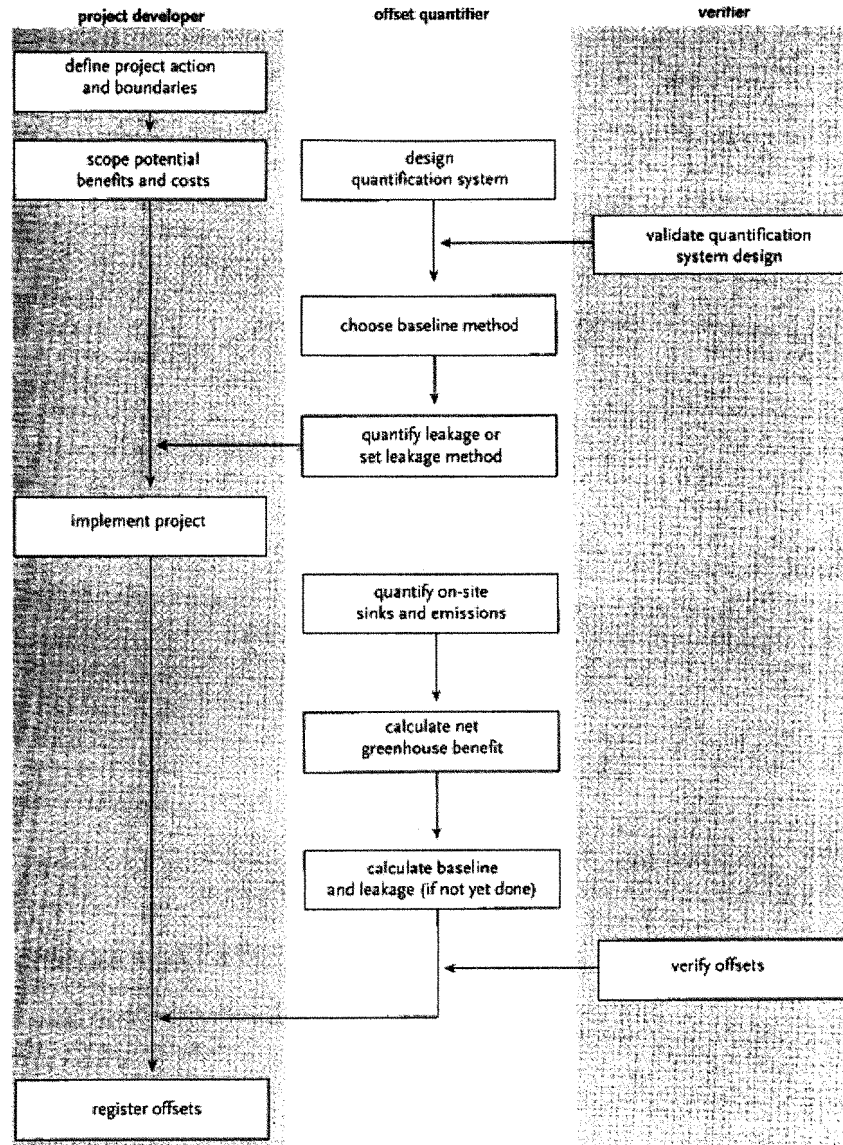 project developer
offset quantifier
verifier
define project action
and boundaries
scope potential
benefits and costs
design
quantification system
validate quantification
system design
choose baseline method
quantify leakage or
set leakage method
implement project
quantify on-site
sinks and emissions
calculate net
greenhouse benefit
calculate baseline
and leakage (if not yet done)
verify offsets
register offsets